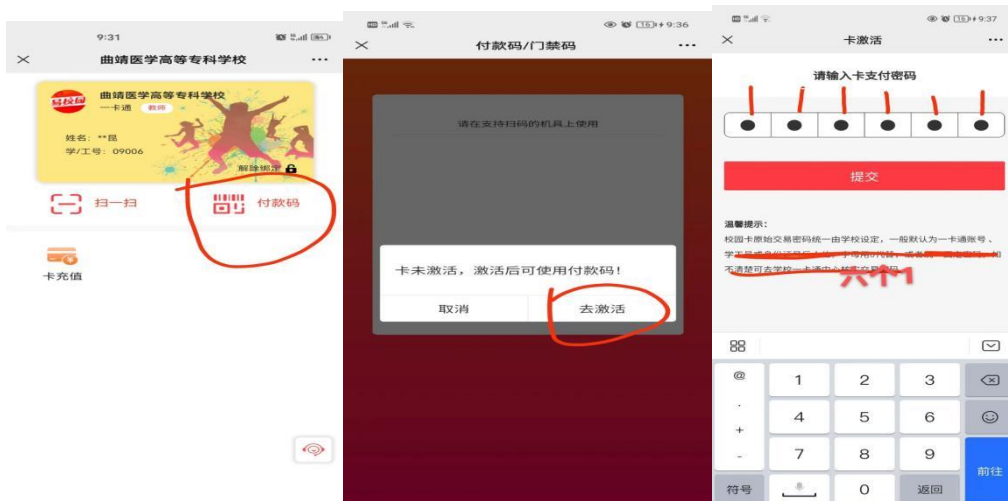 9:31
曲靖医学高等专科学校
易校园
曲靖医学高等专科学校
一卡通 教师
姓名：**昆
学/工号：09006
解除绑定
扫一扫
付款码
卡充值
9:36
付款码/门禁码
请在支持扫码的机具上使用
卡未激活，激活后可使用付款码！
取消
去激活
9:37
卡激活
请输入卡支付密码
提交
温馨提示：
校园卡原始交易密码统一由学校设定，一般默认为一卡通账号、
不清楚可去学校一卡通中心
六个1
@
1
2
3
.
4
5
6
+
-
7
8
9
前往
符号
0
返回